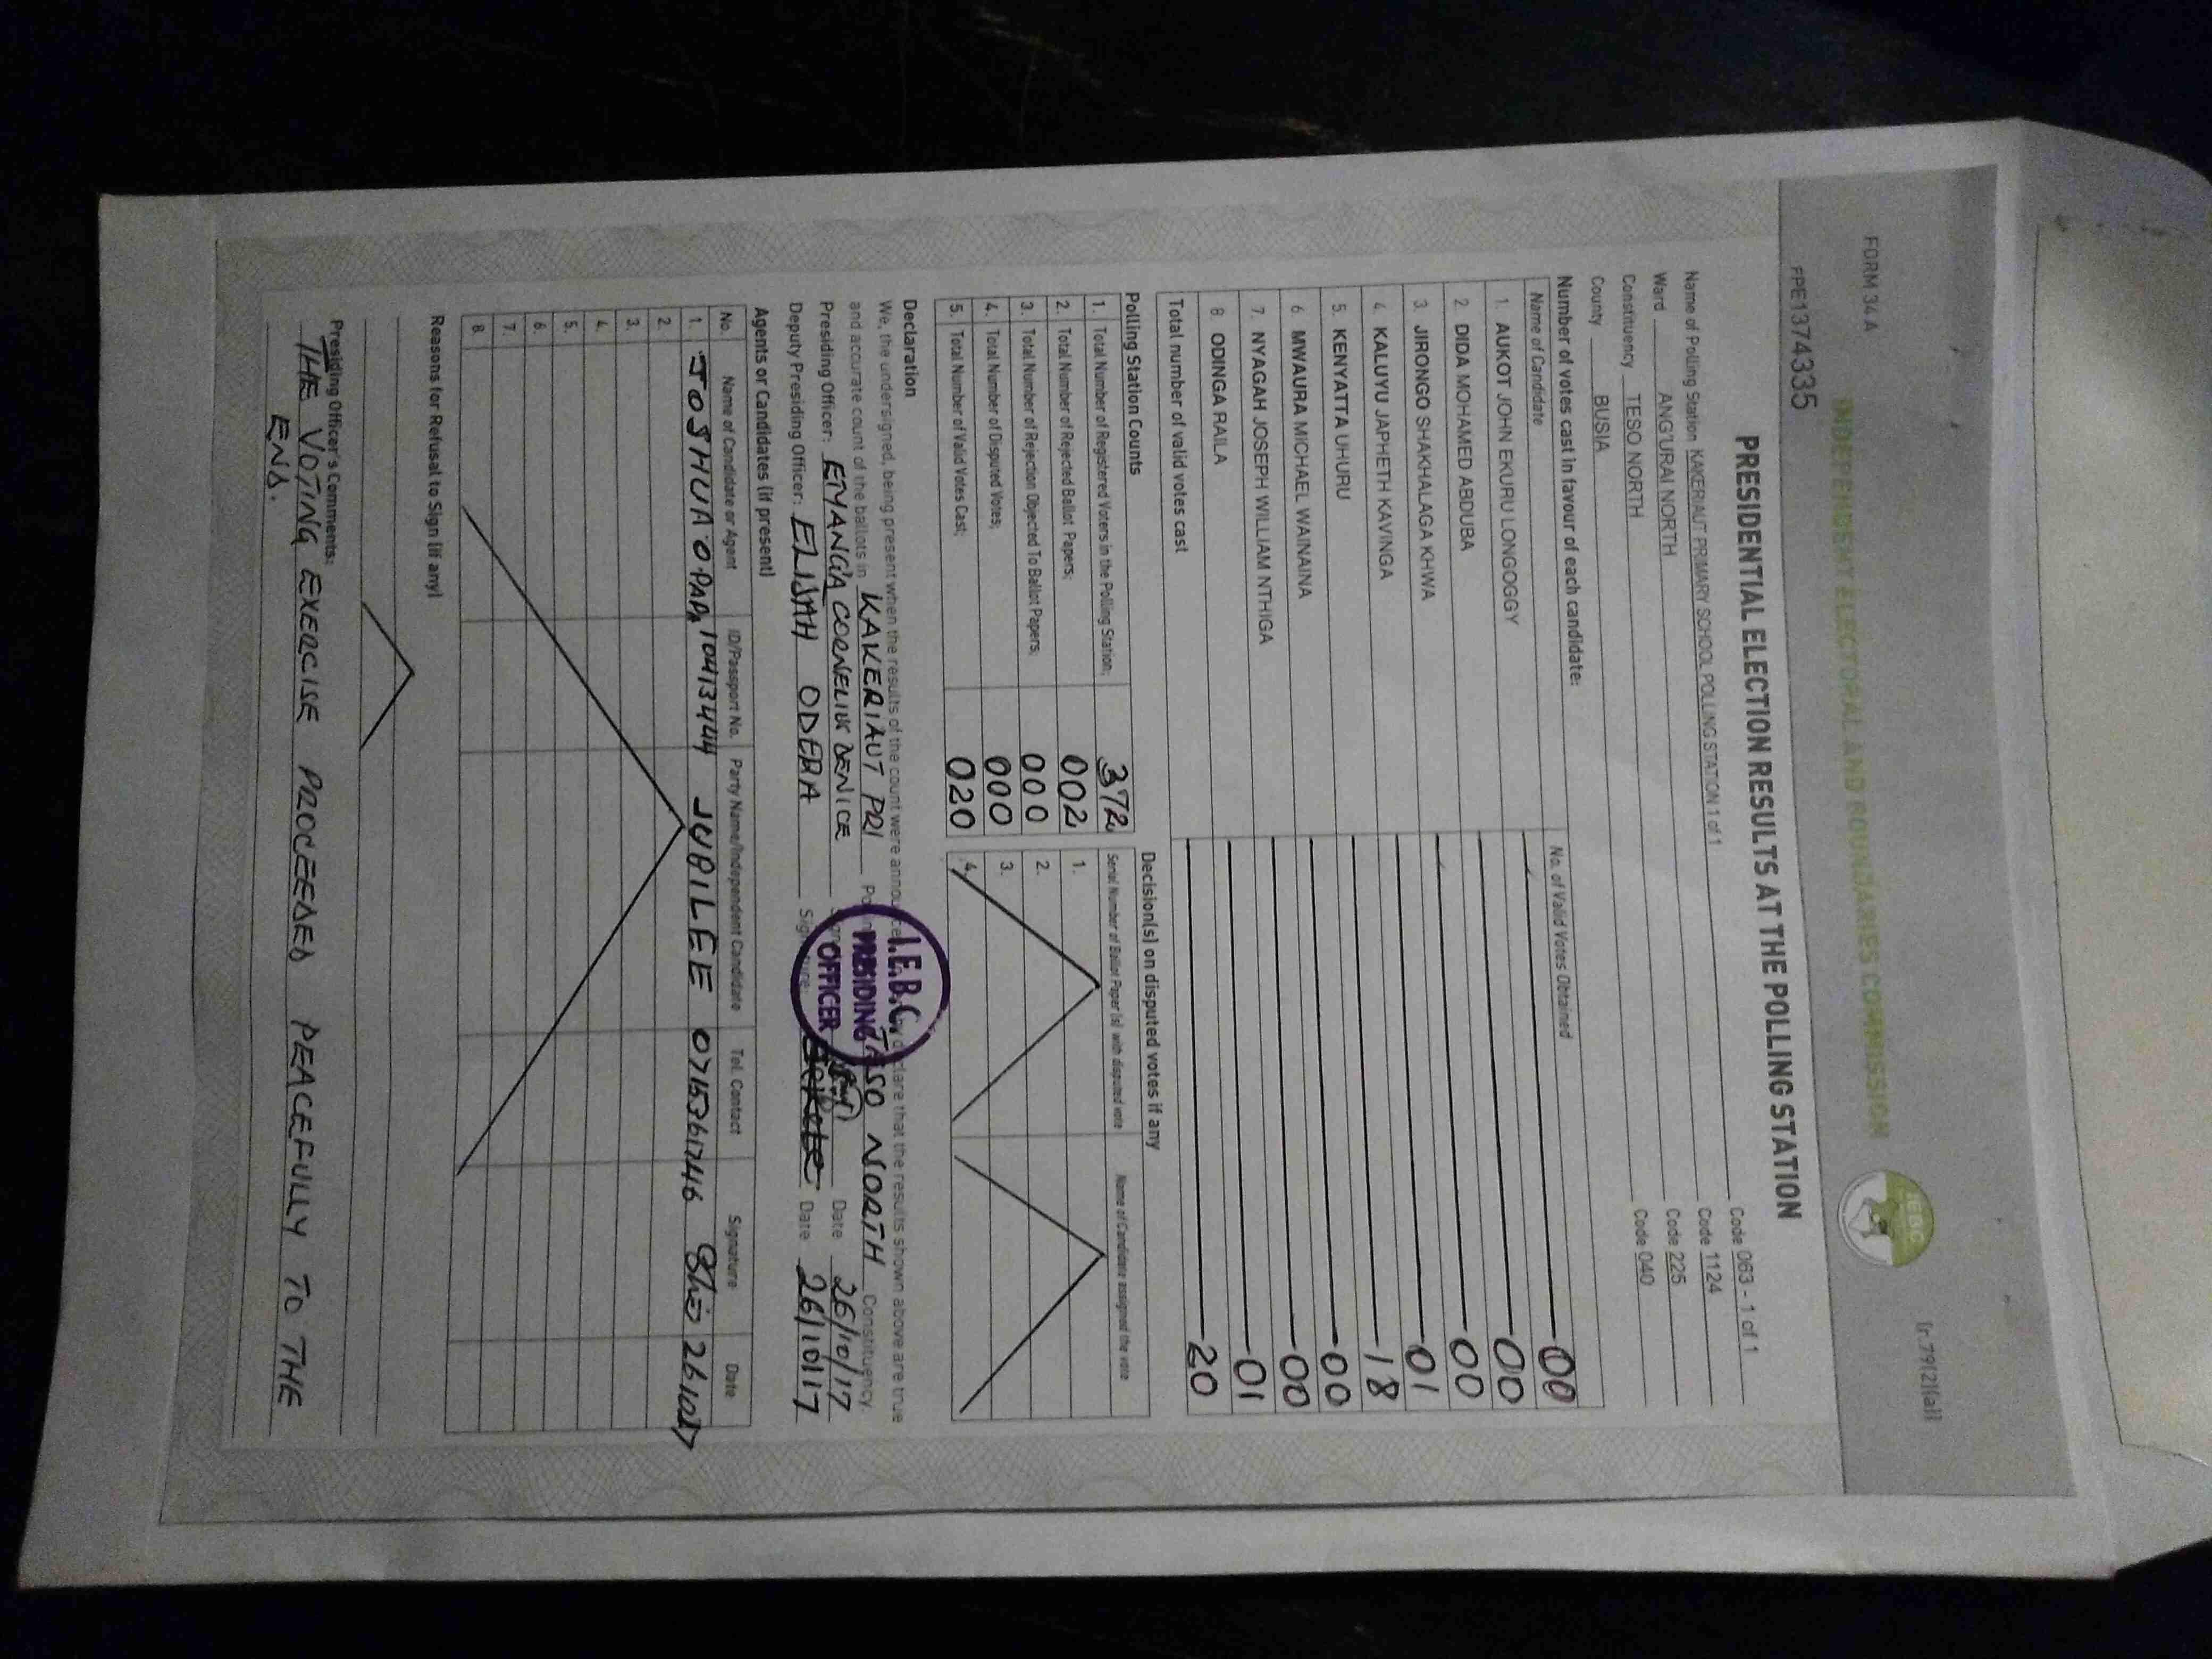 FORM 34 A
[r.79(2)(a)]
INDEPENDENT ELECTORAL AND BOUNDARIES COMMISSION
IEBC
FPE1374335
PRESIDENTIAL ELECTION RESULTS AT THE POLLING STATION
Name of Polling Station KAKERIAUT PRIMARY SCHOOL POLLING STATION 1 of 1 Code 063 - 1 of 1
Ward ANG'URAI NORTH Code 1124
Constituency TESO NORTH Code 225
County BUSIA Code 040
Number of votes cast in favour of each candidate:
Name of Candidate No. of Valid Votes Obtained
1. AUKOT JOHN EKURU LONGOGGY 00
2. DIDA MOHAMED ABDUBA 00
3. JIRONGO SHAKHALAGA KHWA 00
4. KALUYU JAPHETH KAVINGA 01
5. KENYATTA UHURU 18
6. MWAURA MICHAEL WAINAINA 00
7. NYAGAH JOSEPH WILLIAM NTHIGA 00
8. ODINGA RAILA 01
Total number of valid votes cast 20
Polling Station Counts
1. Total Number of Registered Voters in the Polling Station; 372
2. Total Number of Rejected Ballot Papers; 002
3. Total Number of Rejection Objected To Ballot Papers; 000
4. Total Number of Disputed Votes; 000
5. Total Number of Valid Votes Cast; 020
Decision(s) on disputed votes if any
Serial Number of Ballot Paper (s) with disputed vote Name of Candidate assigned the vote
1.
2.
3.
4.
Declaration
We, the undersigned, being present when the results of the count were announced, declare that the results shown above are true
and accurate count of the ballots in KAKERIAUT PRI Polling TESO NORTH Constituency.
Presiding Officer: EMANG'A CORNELIUS DENICE Date 26/10/17
Deputy Presiding Officer: ELIJAH ODERA Signature: Date 26/10/17
I.E.B.C.
PRESIDING
OFFICER
Agents or Candidates (if present)
No. Name of Candidate or Agent ID/Passport No. Party Name/Independent Candidate Tel. Contact Signature Date
1. JOSHUA O. PAPA 10413444 JUBILEE 0715361746
2.
3.
4.
5.
6.
7.
8.
Reasons for Refusal to Sign (if any)
Presiding Officer's Comments:
THE VOTING EXERCISE PROCEEDED PEACEFULLY TO THE
END.